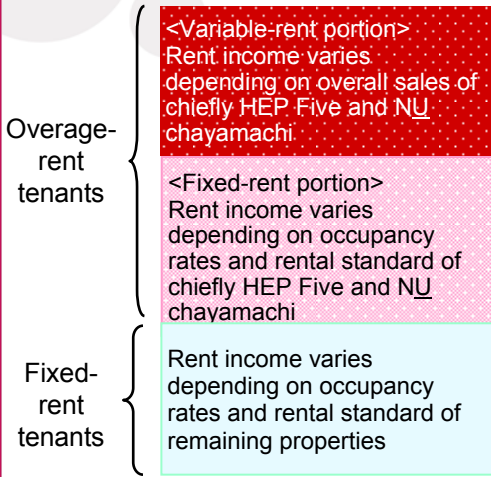 Overage-
rent
tenants
<Variable-rent portion>
Rent income varies
depending on overall sales of
chiefly HEP Five and NU
chayamachi
<Fixed-rent portion>
Rent income varies
depending on occupancy
rates and rental standard of
chiefly HEP Five and NU
chayamachi
Fixed-
rent
tenants
Rent income varies
depending on occupancy
rates and rental standard of
remaining properties